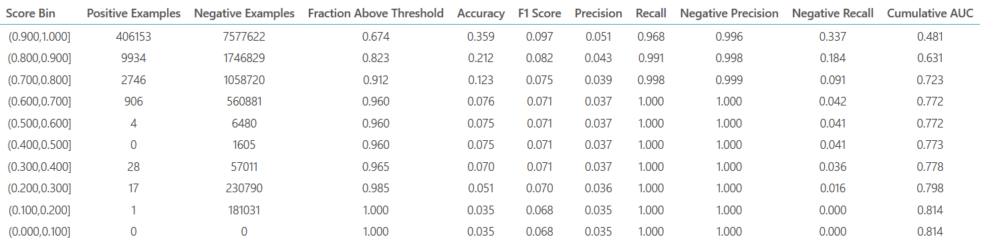 Score Bin Positive Examples Negative Examples Fraction Above Threshold Accuracy F1 Score Precision Recall Negative Precision Negative Recall Cumulative AUC
(0.900,1.000] 406153 7577622 0.674 0.359 0.097 0.051 0.968 0.996 0.337 0.481
(0.800,0.900] 9934 1746829 0.823 0.212 0.082 0.043 0.991 0.998 0.184 0.631
(0.700,0.800] 2746 1058720 0.912 0.123 0.075 0.039 0.998 0.999 0.091 0.723
(0.600,0.700] 906 560881 0.960 0.076 0.071 0.037 1.000 1.000 0.042 0.772
(0.500,0.600] 4 6480 0.960 0.075 0.071 0.037 1.000 1.000 0.041 0.772
(0.400,0.500] 0 1605 0.960 0.075 0.071 0.037 1.000 1.000 0.041 0.773
(0.300,0.400] 28 57011 0.965 0.070 0.071 0.037 1.000 1.000 0.036 0.778
(0.200,0.300] 17 230790 0.985 0.051 0.070 0.036 1.000 1.000 0.016 0.798
(0.100,0.200] 1 181031 1.000 0.035 0.068 0.035 1.000 1.000 0.000 0.814
(0.000,0.100] 0 0 1.000 0.035 0.068 0.035 1.000 1.000 0.000 0.814